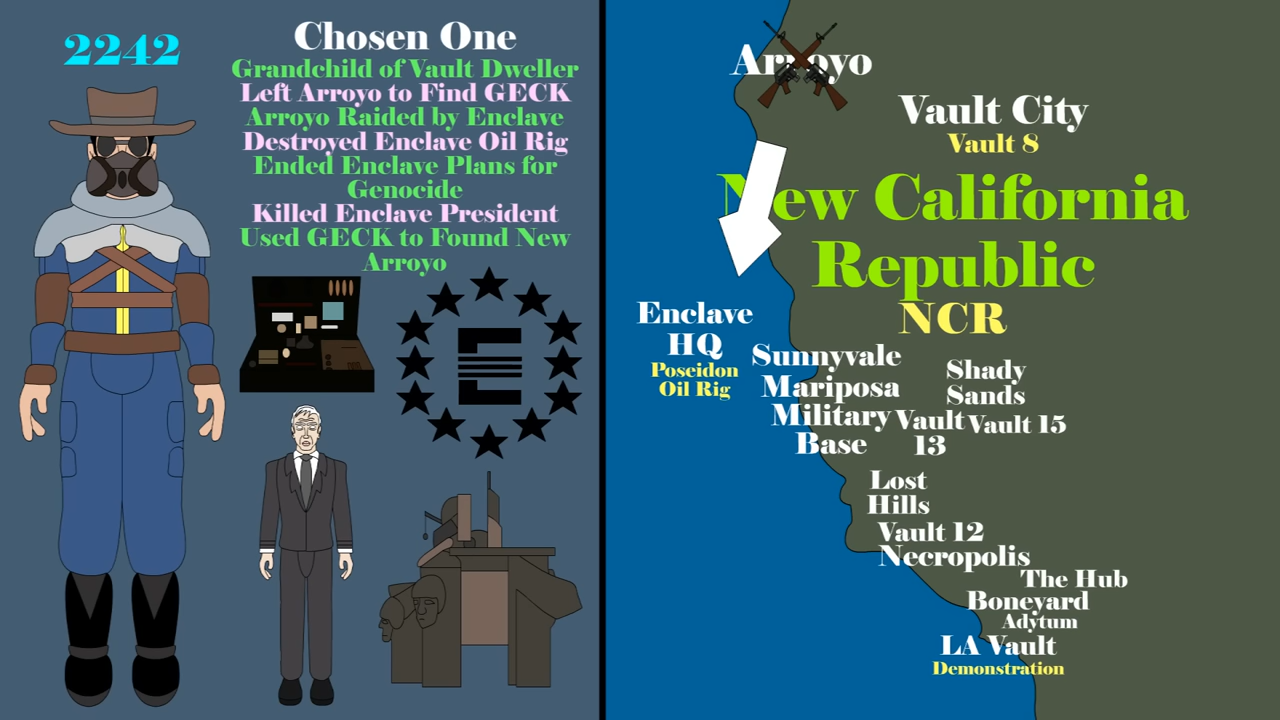 2242
Chosen One
Grandchild of Vault Dweller
Left Arroyo to Find GECK
Arroyo Raided by Enclave
Destroyed Enclave Oil Rig
Ended Enclave Plans for
Genocide
Killed Enclave President
Used GECK to Found New
Arroyo
E
Arroyo
Vault City
Vault 8
New California
Republic
NCR
Enclave
HQ
Poseidon
Oil Rig
Sunnyvale
Mariposa
Military
Base
Shady
Sands
Vault
13
Vault 15
Lost
Hills
Vault 12
Necropolis
The Hub
Boneyard
Adytum
LA Vault
Demonstration